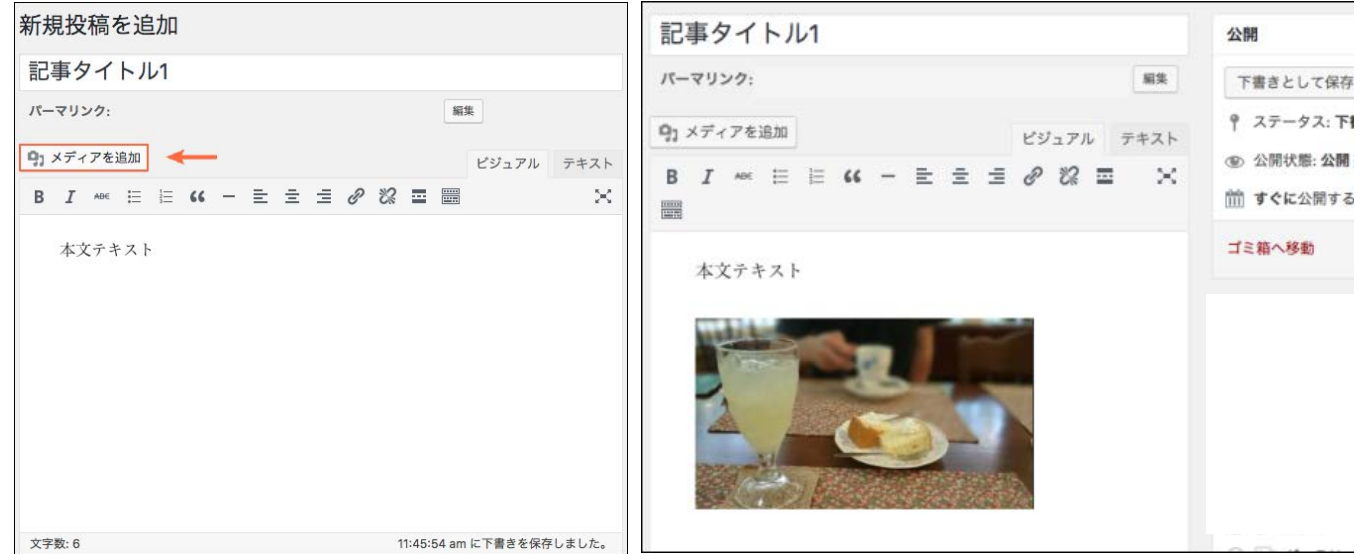 新規投稿を追加
記事タイトル1
パーマリンク:
編集
メディアを追加
ビジュアル
テキスト
B I ABC
本文テキスト
文字数: 6
11:45:54 am に下書きを保存しました。
記事タイトル1
パーマリンク:
編集
メディアを追加
ビジュアル
テキスト
B I ABC
本文テキスト
公開
下書きとして保存
ステータス: 下
公開状態: 公開
すぐに公開する
ゴミ箱へ移動